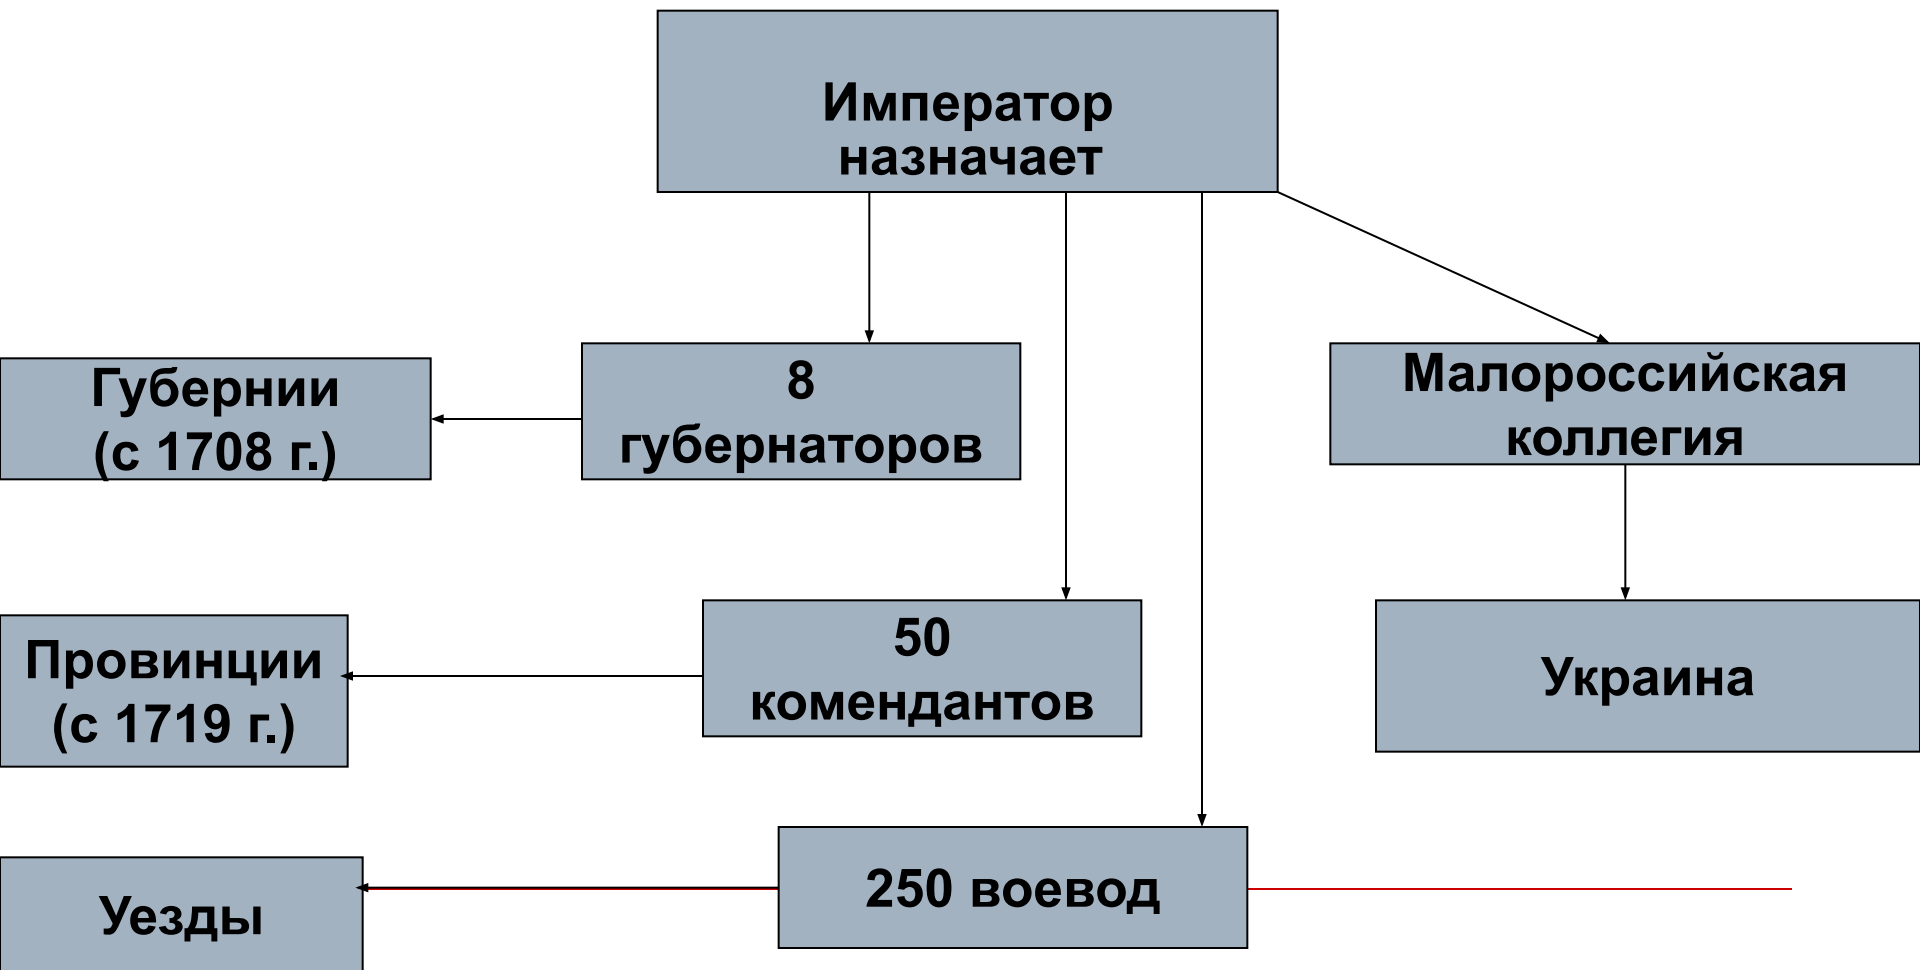 Император
назначает
Губернии
(с 1708 г.)
8
губернаторов
Малороссийская
коллегия
Провинции
(с 1719 г.)
50
комендантов
Украина
Уезды
250 воевод